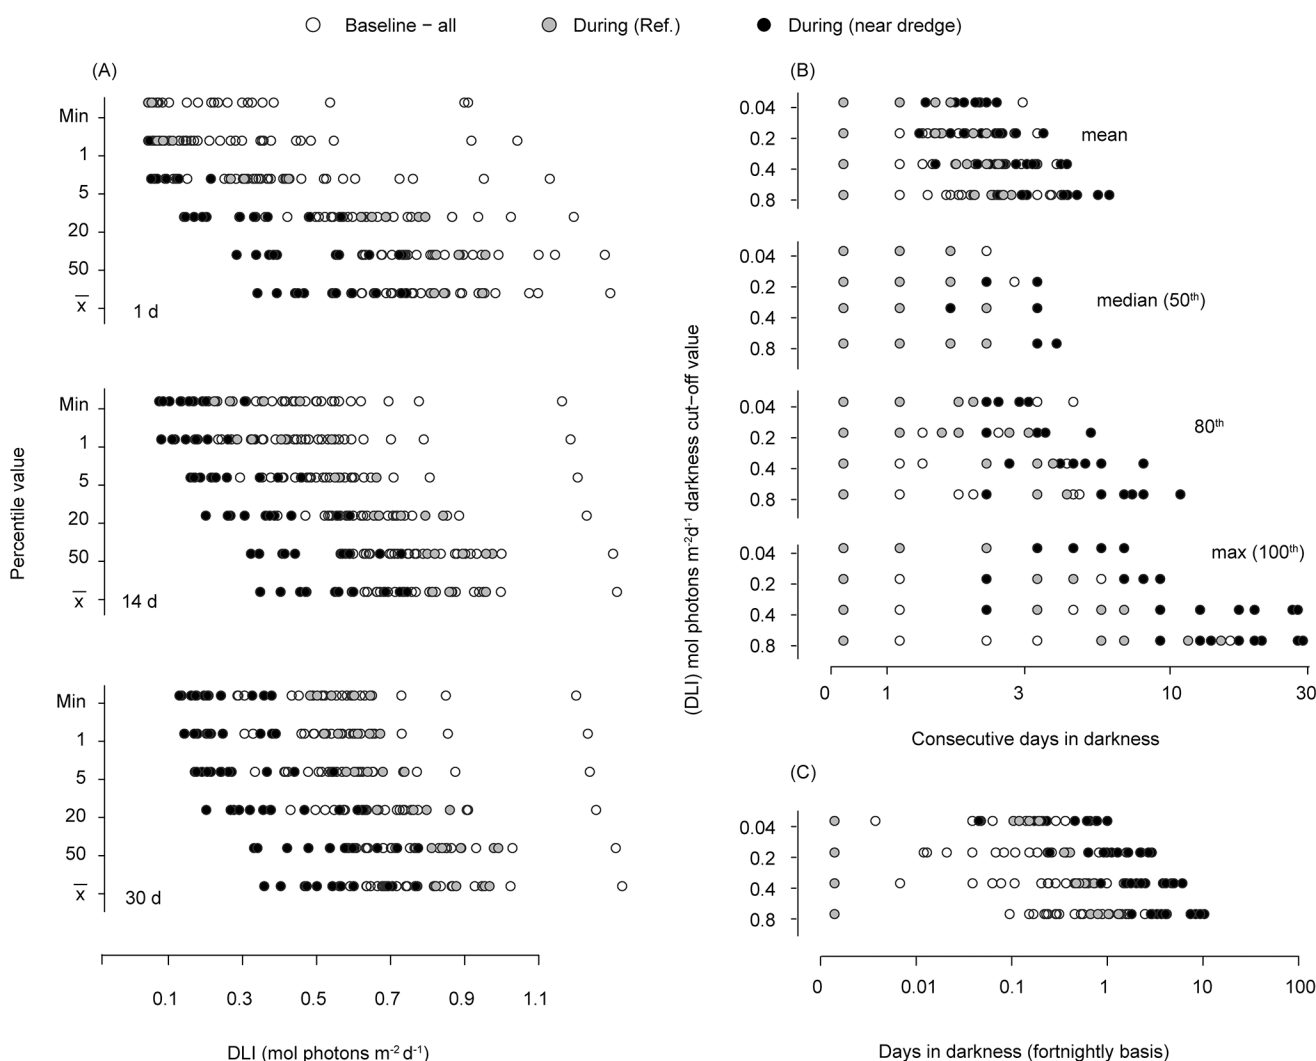 Baseline − all During (Ref.) During (near dredge)
(A)
Min
1
5
20
50
x̅
1 d
Min
1
5
20
50
x̅
14 d
Min
1
5
20
50
x̅
30 d
Percentile value
0.1 0.3 0.5 0.7 0.9 1.1
DLI (mol photons m⁻² d⁻¹)
(B)
0.04
0.2
0.4
0.8
mean
0.04
0.2
0.4
0.8
median (50ᵗʰ)
0.04
0.2
0.4
0.8
80ᵗʰ
0.04
0.2
0.4
0.8
max (100ᵗʰ)
(DLI) mol photons m⁻²d⁻¹ darkness cut−off value
0 1 3 10 30
Consecutive days in darkness
(C)
0.04
0.2
0.4
0.8
0 0.01 0.1 1 10 100
Days in darkness (fortnightly basis)